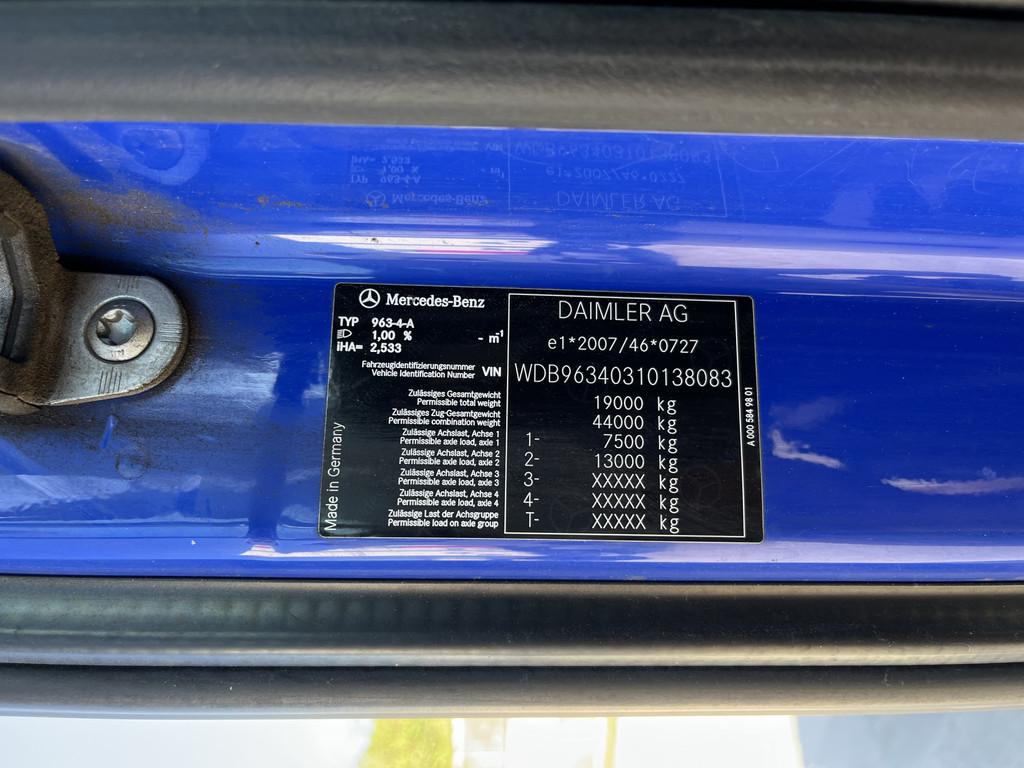 Mercedes-Benz
TYP 963-4-A
1,00 % - m⁻¹
iHA= 2,533
Fahrzeugidentifizierungsnummer
Vehicle Identification Number VIN
Zulässiges Gesamtgewicht
Permissible total weight
Zulässiges Zug-Gesamtgewicht
Permissible combination weight
Zulässige Achslast, Achse 1
Permissible axle load, axle 1
Zulässige Achslast, Achse 2
Permissible axle load, axle 2
Zulässige Achslast, Achse 3
Permissible axle load, axle 3
Zulässige Achslast, Achse 4
Permissible axle load, axle 4
Zulässige Last der Achsgruppe
Permissible load on axle group
Made in Germany
DAIMLER AG
e1*2007/46*0727
WDB96340310138083
19000 kg
44000 kg
1- 7500 kg
2- 13000 kg
3- XXXXX kg
4- XXXXX kg
T- XXXXX kg
A 000 584 98 01